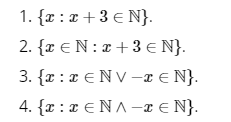 1. {x : x + 3 ∈ ℕ}.
2. {x ∈ ℕ : x + 3 ∈ ℕ}.
3. {x : x ∈ ℕ ∨ −x ∈ ℕ}.
4. {x : x ∈ ℕ ∧ −x ∈ ℕ}.